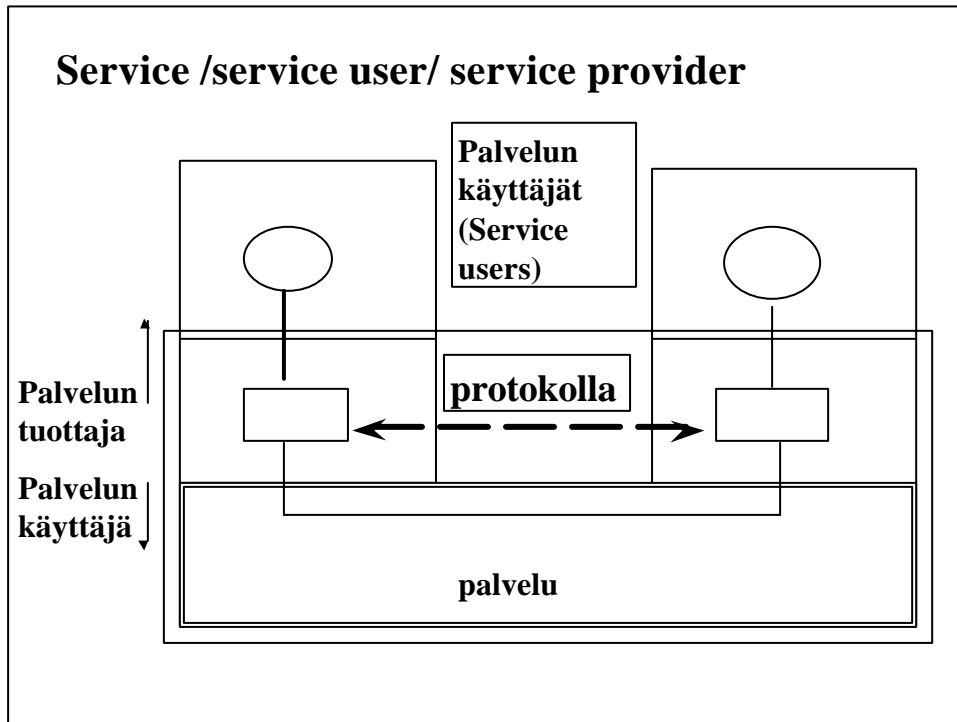 Service /service user/ service provider
Palvelun
käyttäjät
(Service
users)
protokolla
Palvelun
tuottaja
Palvelun
käyttäjä
palvelu